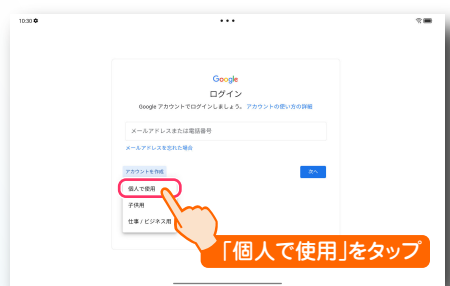 10:30
Google
ログイン
Google アカウントでログインしましょう。アカウントの使い方の詳細
メールアドレスまたは電話番号
メールアドレスを忘れた場合
アカウントを作成
次へ
個人で使用
子供用
仕事 / ビジネス用
「個人で使用」をタップ